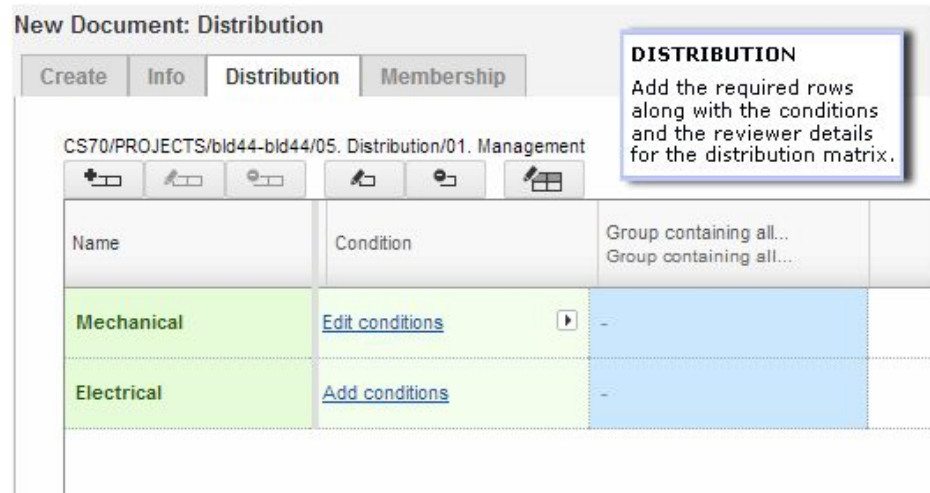 New Document: Distribution
DISTRIBUTION
Add the required rows
along with the conditions
and the reviewer details
for the distribution matrix.
Create
Info
Distribution
Membership
CS70/PROJECTS/bld44-bld44/05. Distribution/01. Management
Name
Condition
Group containing all...
Group containing all...
Mechanical
Edit conditions
-
Electrical
Add conditions
-